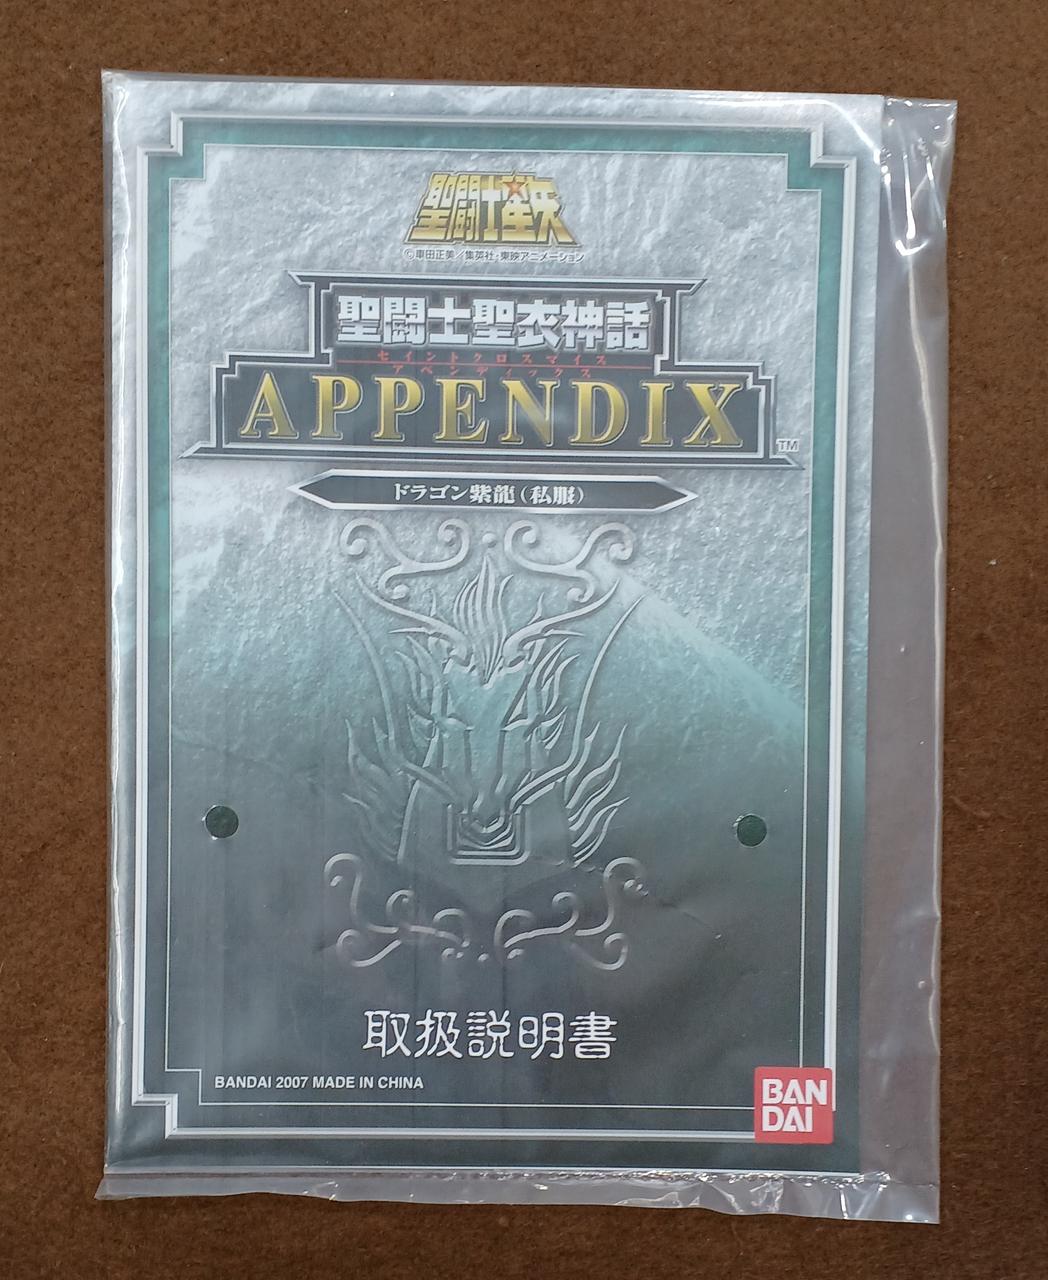 聖闘士星矢
©車田正美/集英社・東映アニメーション
聖闘士聖衣神話
セイントクロスマイス
アペンディックス
APPENDIX
TM
ドラゴン紫龍(私服)
取扱説明書
BANDAI 2007 MADE IN CHINA
BAN
DAI